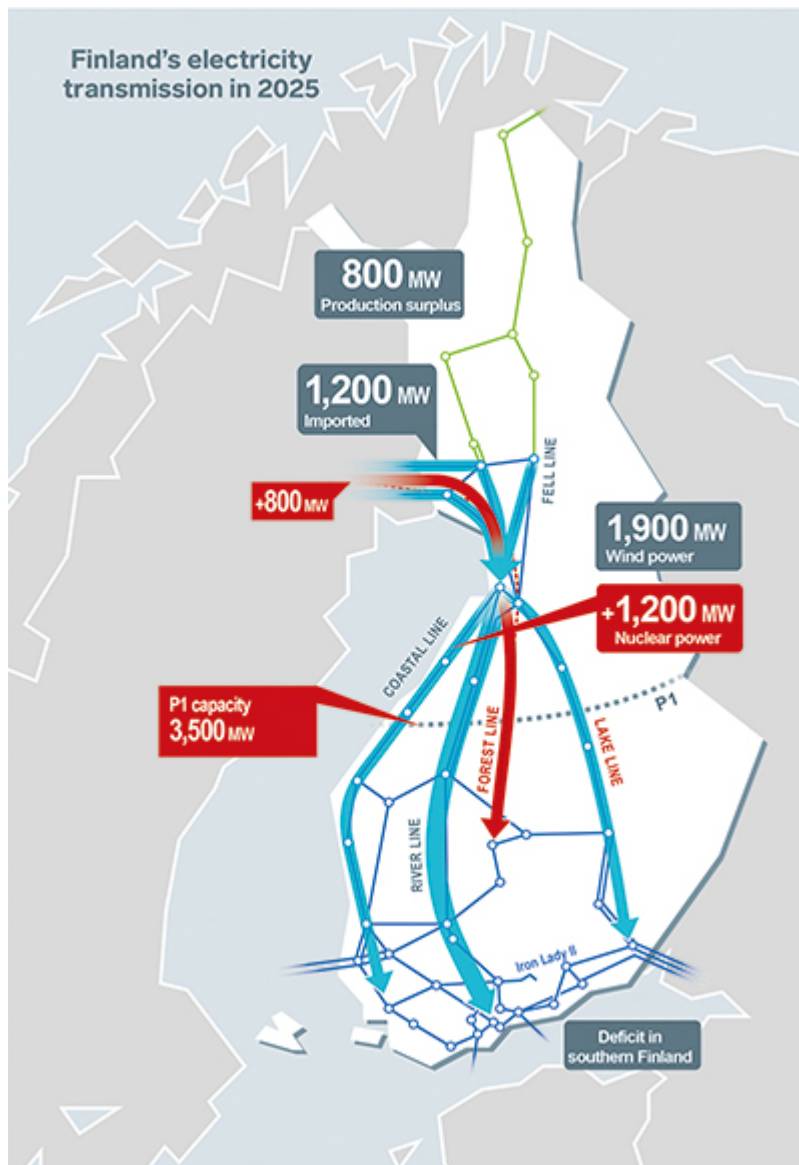 Finland's electricity
transmission in 2025
800 MW
Production surplus
1,200 MW
Imported
+800 MW
FELL LINE
1,900 MW
Wind power
+1,200 MW
Nuclear power
COASTAL LINE
P1 capacity
3,500 MW
P1
FOREST LINE
LAKE LINE
RIVER LINE
Iron Lady II
Deficit in
southern Finland